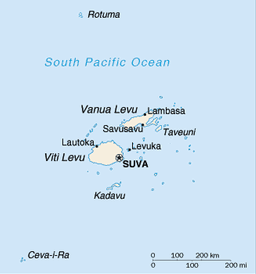 Rotuma
South Pacific Ocean
Vanua Levu
Lambasa
Savusavu
Taveuni
Lautoka
Levuka
Viti Levu
SUVA
Kadavu
Ceva-i-Ra
0 100 200 km
0 100 200 mi